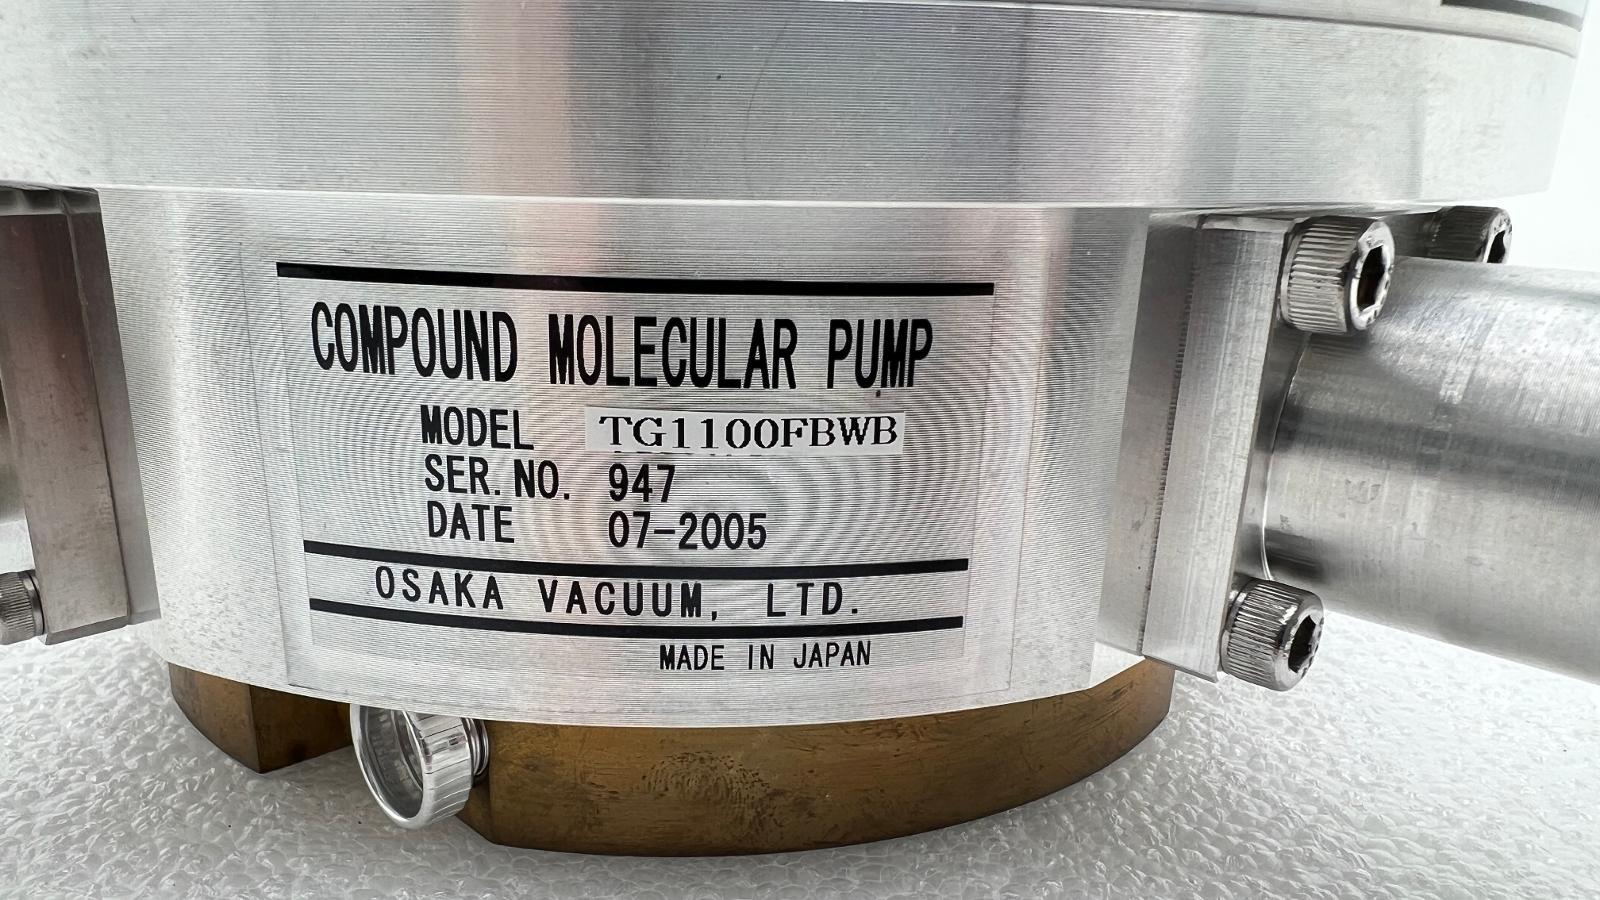 COMPOUND MOLECULAR PUMP
MODEL TG1100FBWB
SER. NO. 947
DATE 07-2005
OSAKA VACUUM, LTD.
MADE IN JAPAN